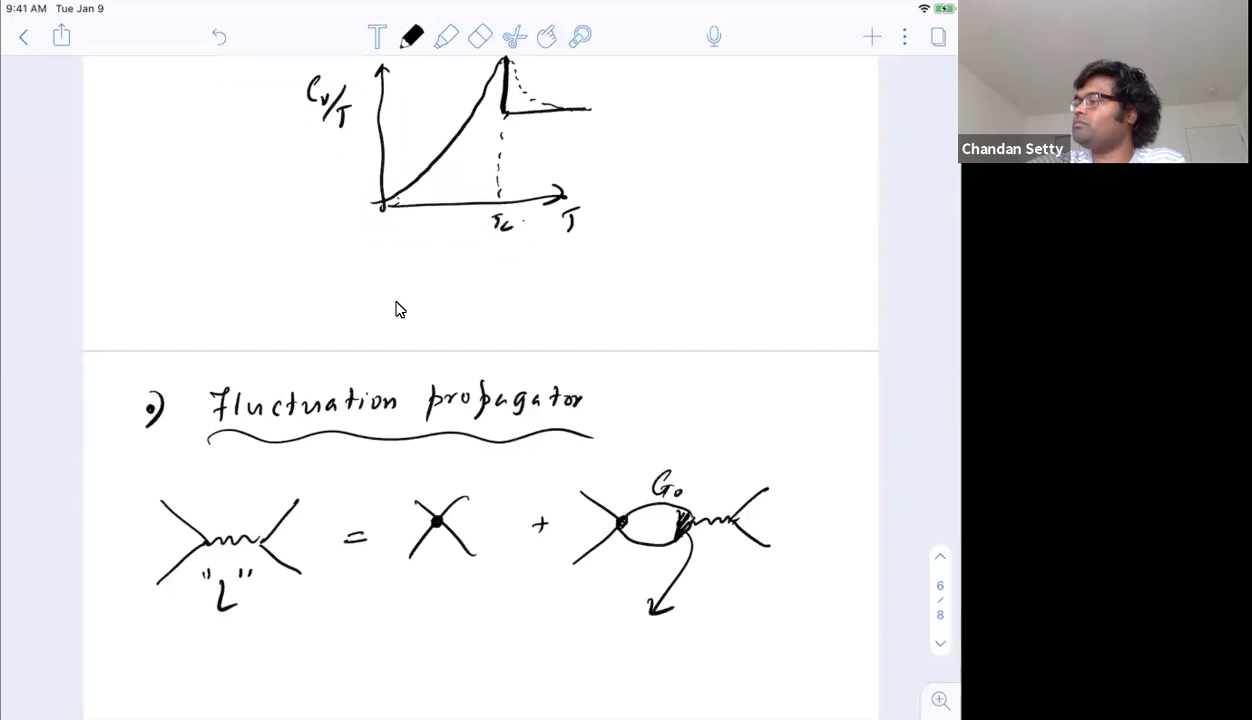 9:41 AM Tue Jan 9
T
Chandan Setty
Cv/T
Tc
T
•) Fluctuation propagator
G₀
= +
"L"
6
/
8